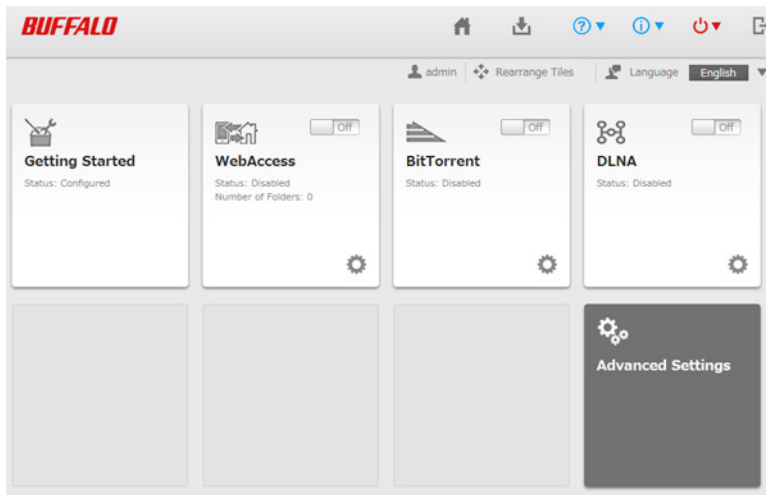 BUFFALO
admin Rearrange Tiles Language English
Getting Started
Status: Configured
Off
WebAccess
Status: Disabled
Number of Folders: 0
Off
BitTorrent
Status: Disabled
Off
DLNA
Status: Disabled
Advanced Settings